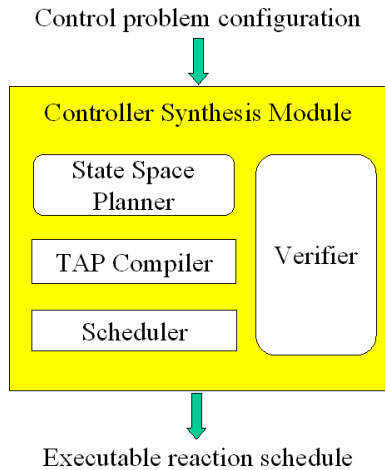 Control problem configuration
Controller Synthesis Module
State Space
Planner
TAP Compiler
Scheduler
Verifier
Executable reaction schedule